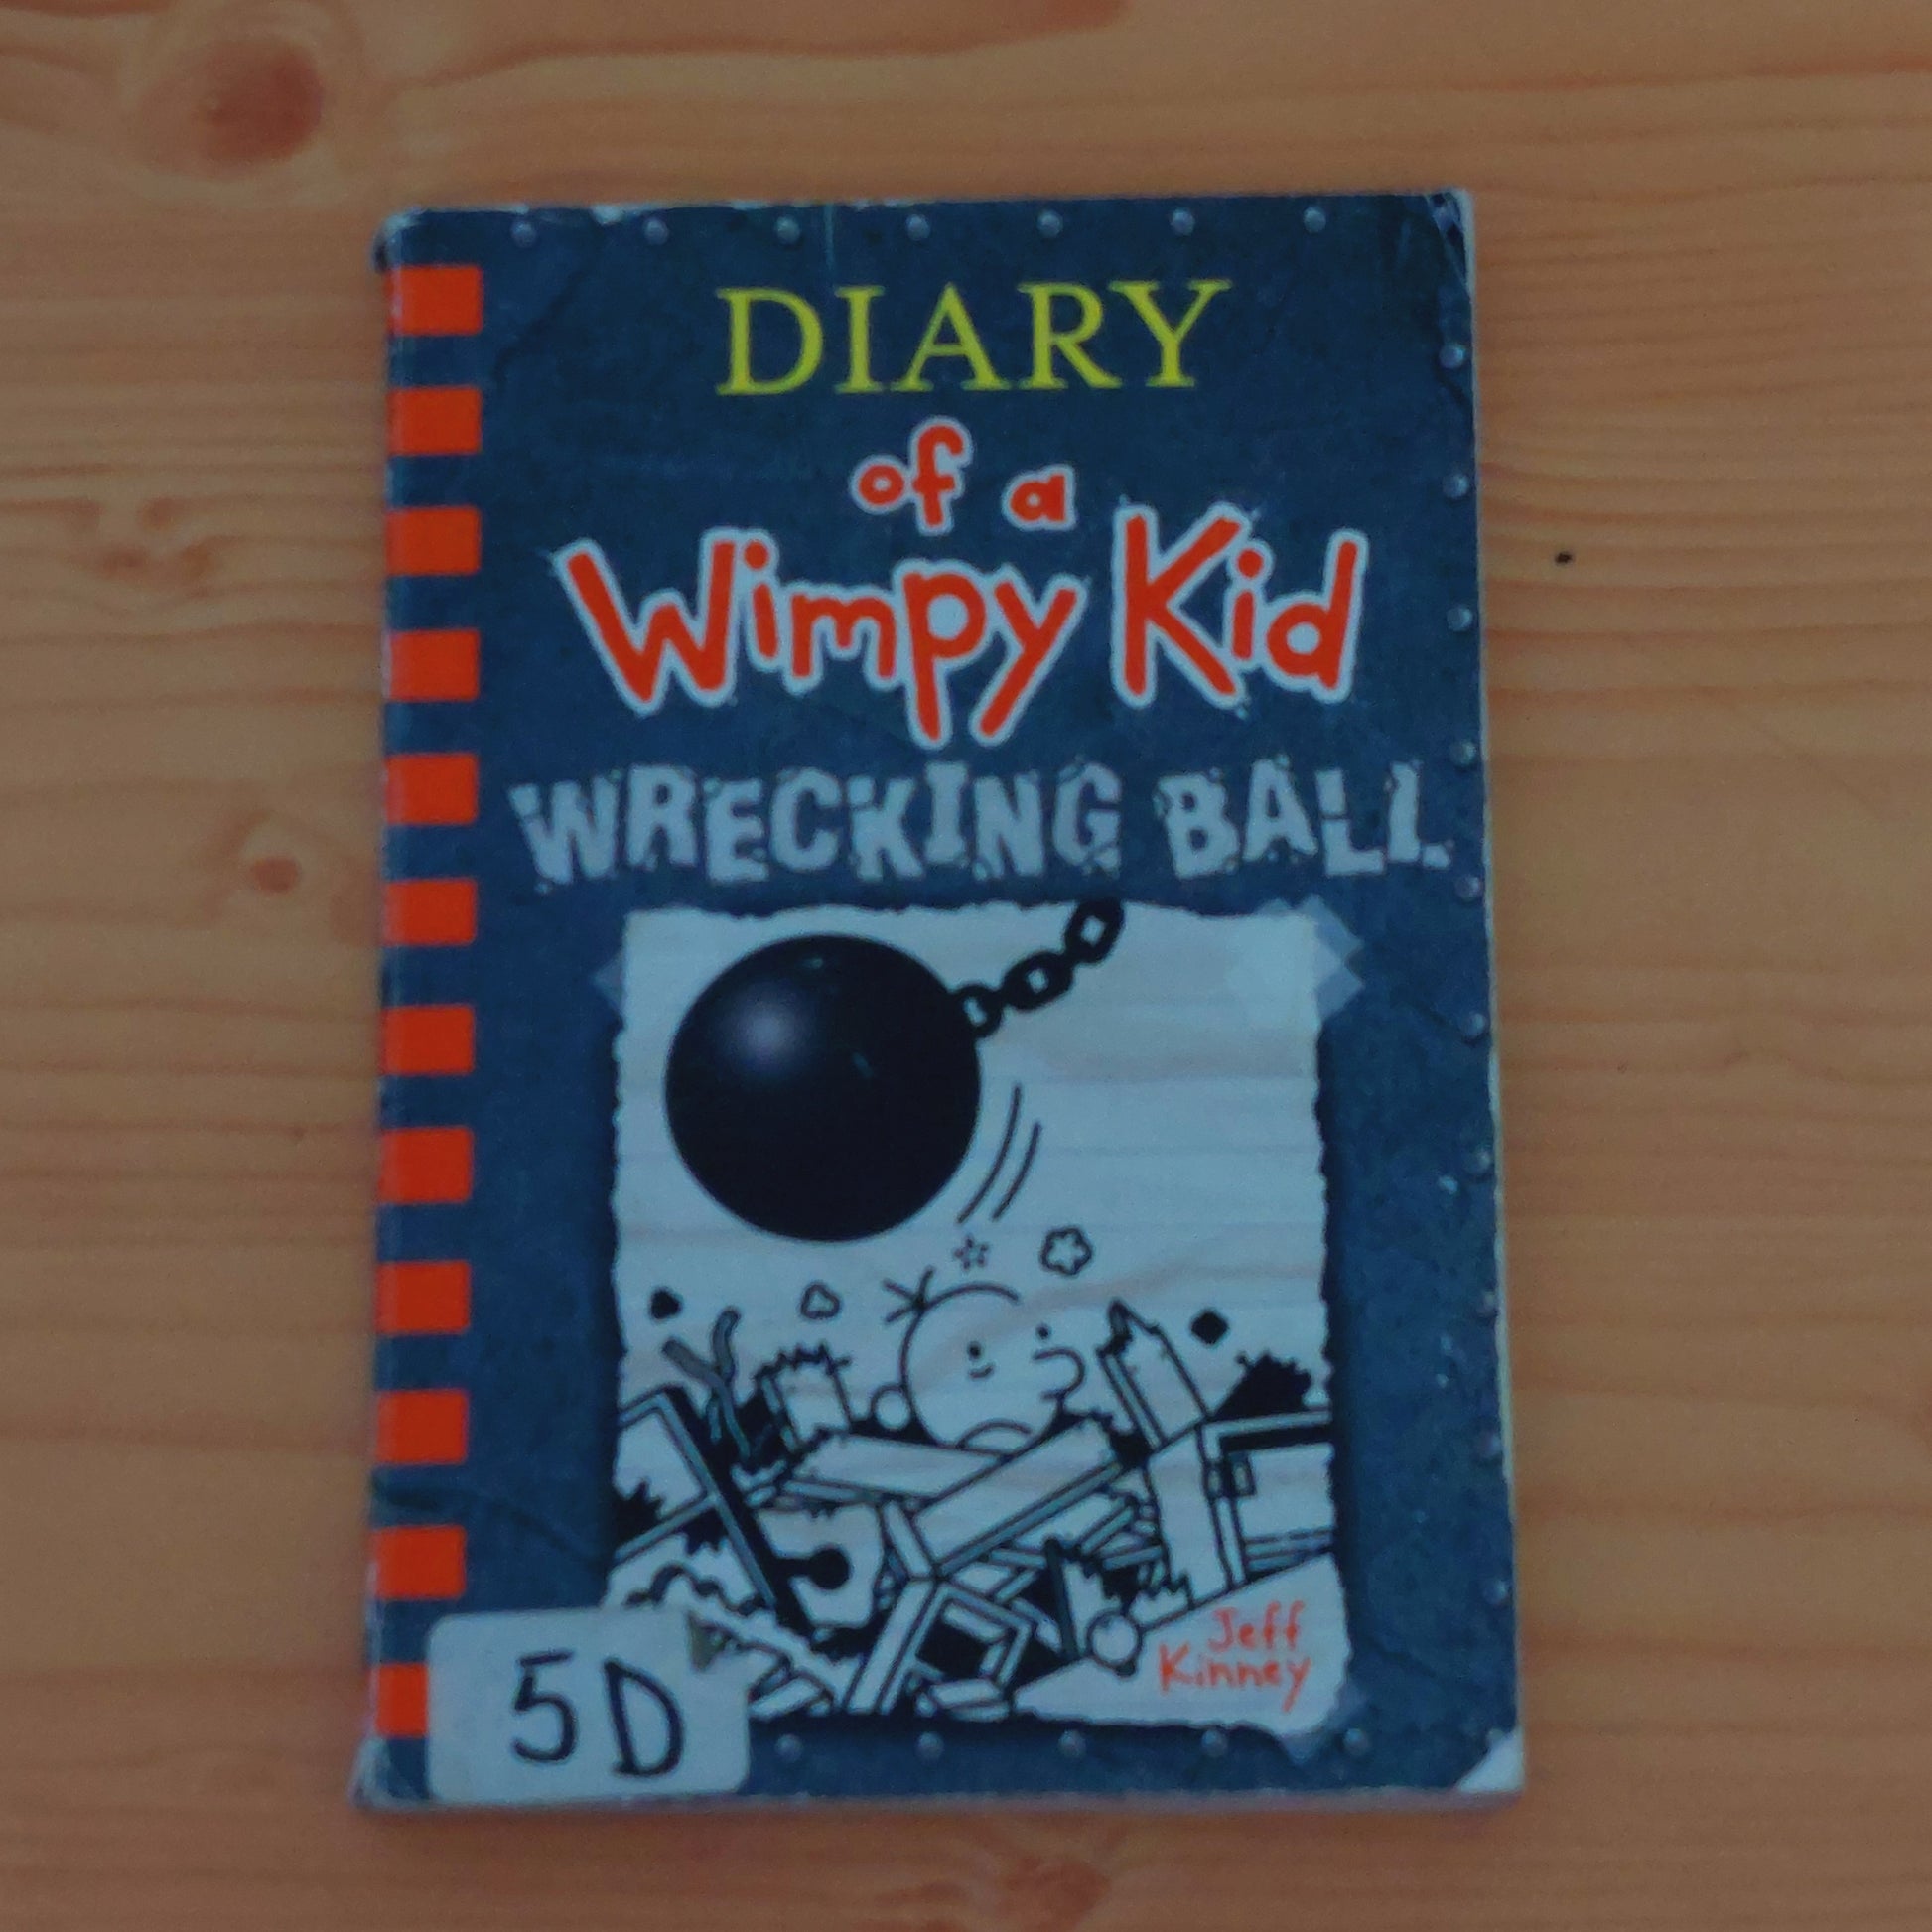 DIARY
of a
Wimpy Kid
WRECKING BALL
Jeff
Kinney
5D